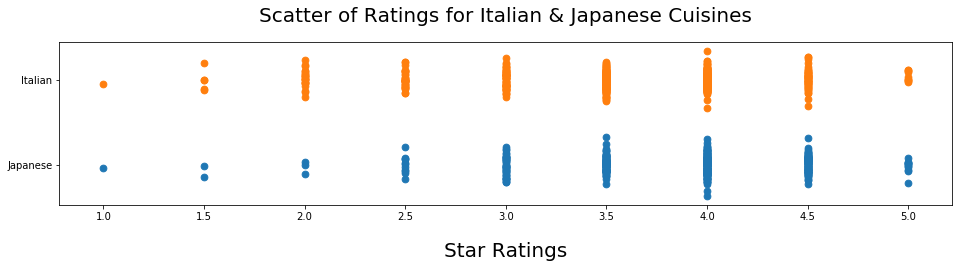 Scatter of Ratings for Italian & Japanese Cuisines
Italian
Japanese
1.0 1.5 2.0 2.5 3.0 3.5 4.0 4.5 5.0
Star Ratings